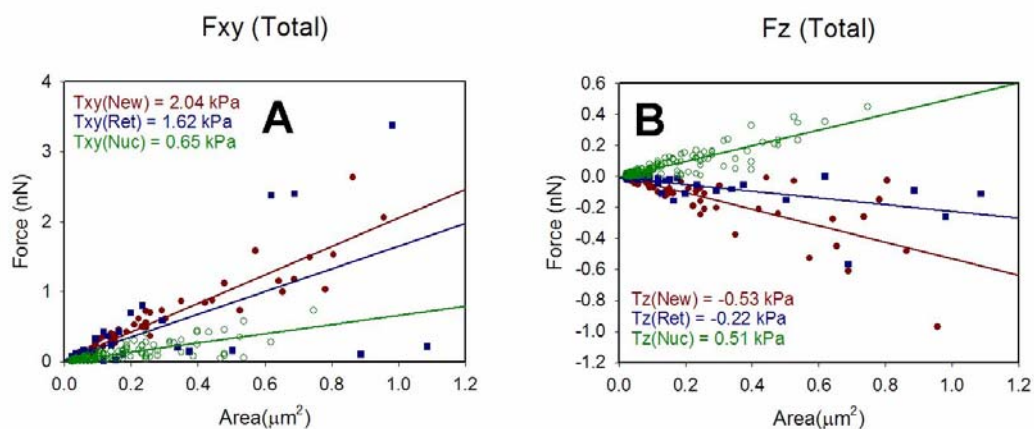 Fxy (Total)
4
3
2
1
0
Force (nN)
Txy(New) = 2.04 kPa
Txy(Ret) = 1.62 kPa
Txy(Nuc) = 0.65 kPa
A
0.0 0.2 0.4 0.6 0.8 1.0 1.2
Area(μm²)
Fz (Total)
0.6
0.4
0.2
0.0
-0.2
-0.4
-0.6
-0.8
-1.0
-1.2
Force (nN)
B
Tz(New) = -0.53 kPa
Tz(Ret) = -0.22 kPa
Tz(Nuc) = 0.51 kPa
0.0 0.2 0.4 0.6 0.8 1.0 1.2
Area(μm²)